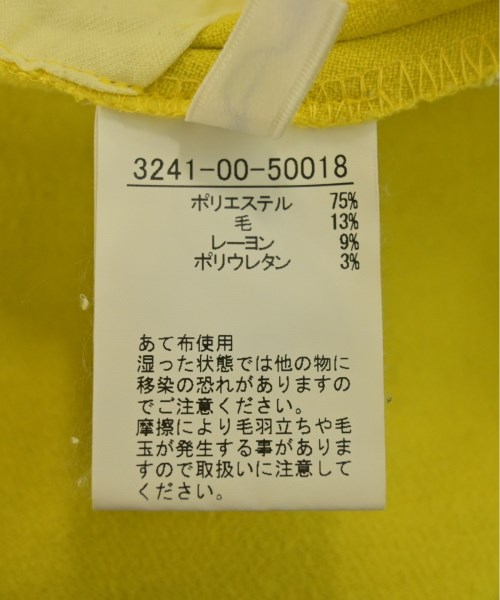 3241-00-50018
ポリエステル 75%
毛 13%
レーヨン 9%
ポリウレタン 3%
あて布使用
湿った状態では他の物に
移染の恐れがありますの
でご注意ください。
摩擦により毛羽立ちや毛
玉が発生する事がありま
すので取扱いに注意して
ください。